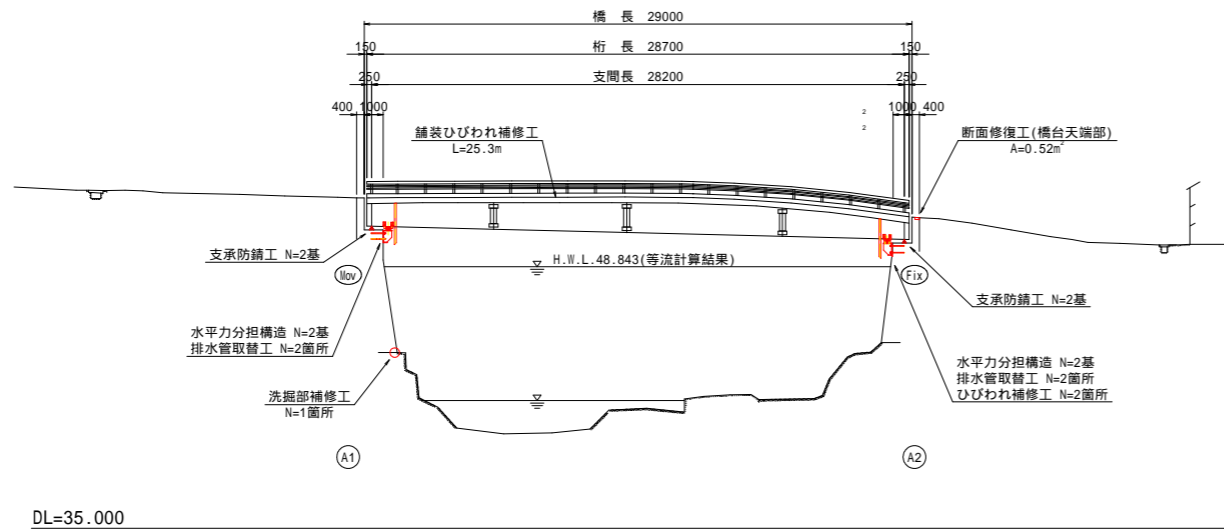 橋 長 29000
150 桁 長 28700 150
250 支間長 28200 250
400 1000 1000 400
2
2
舗装ひびわれ補修工
L=25.3m
断面修復工(橋台天端部)
A=0.52m²
支承防錆工 N=2基
H.W.L.48.843(等流計算結果)
Mov
Fix
支承防錆工 N=2基
水平力分担構造 N=2基
排水管取替工 N=2箇所
水平力分担構造 N=2基
排水管取替工 N=2箇所
ひびわれ補修工 N=2箇所
洗掘部補修工
N=1箇所
A1
A2
DL=35.000